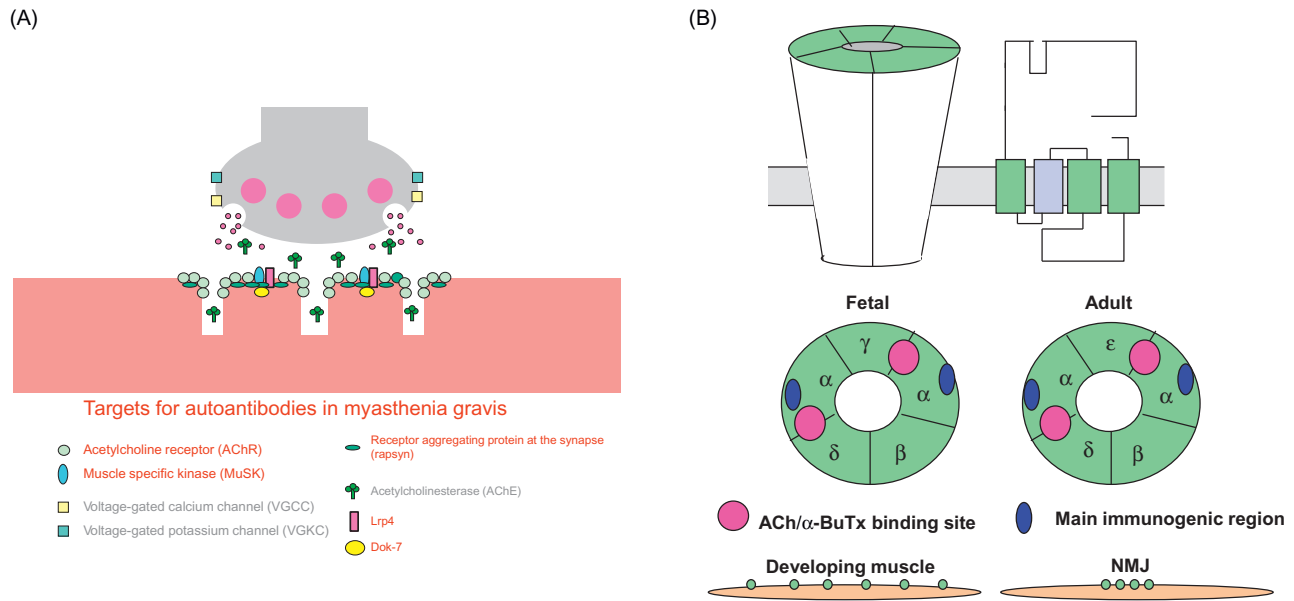 (A)
Targets for autoantibodies in myasthenia gravis
Acetylcholine receptor (AChR)
Muscle specific kinase (MuSK)
Voltage-gated calcium channel (VGCC)
Voltage-gated potassium channel (VGKC)
Receptor aggregating protein at the synapse
(rapsyn)
Acetylcholinesterase (AChE)
Lrp4
Dok-7
(B)
Fetal
γ
α
α
δ
β
Adult
ε
α
α
δ
β
ACh/α-BuTx binding site
Main immunogenic region
Developing muscle
NMJ